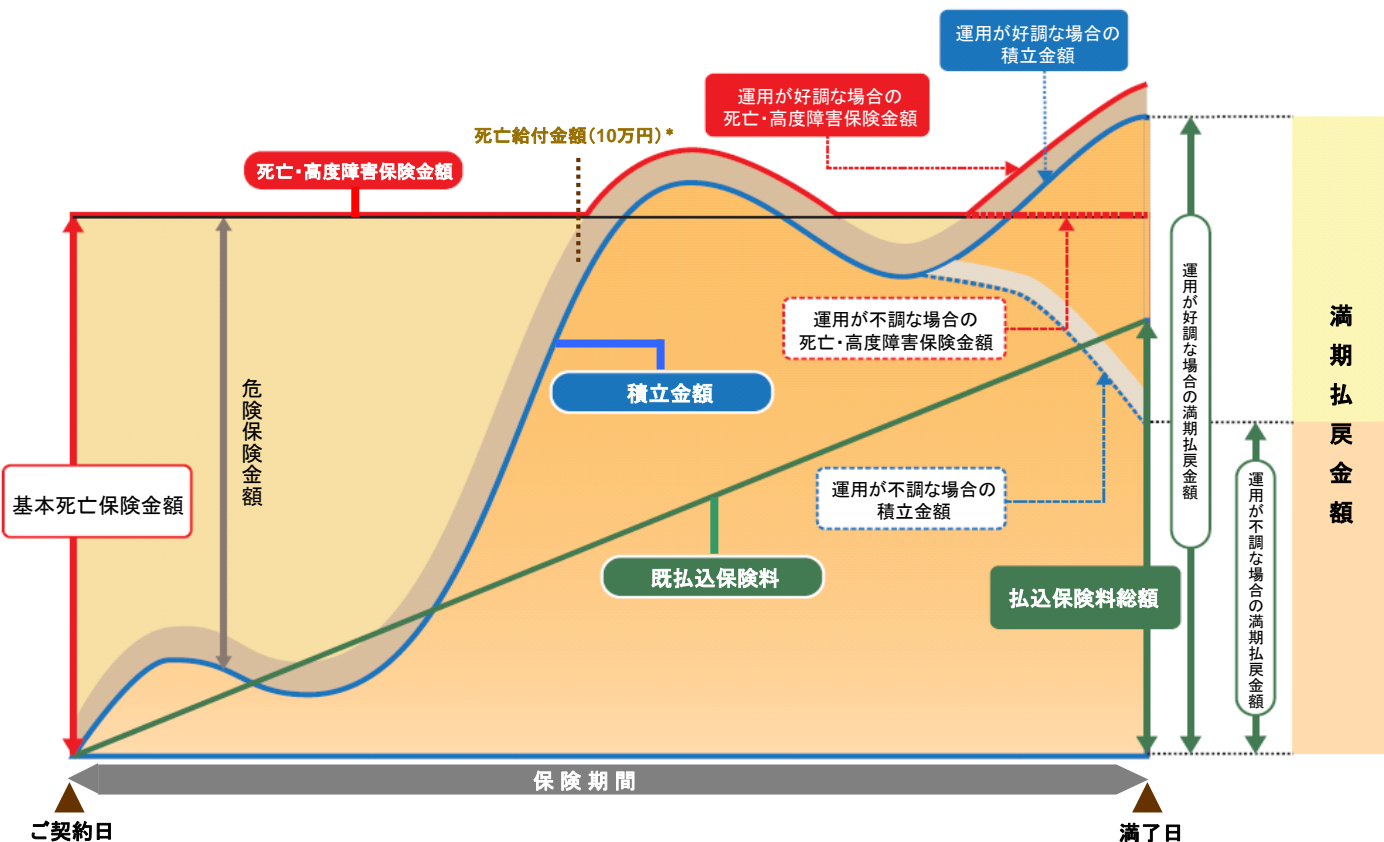 運用が好調な場合の
積立金額
運用が好調な場合の
死亡・高度障害保険金額
死亡給付金額(10万円)*
死亡・高度障害保険金額
危険保険金額
基本死亡保険金額
積立金額
運用が不調な場合の
死亡・高度障害保険金額
運用が不調な場合の
積立金額
既払込保険料
払込保険料総額
運用が好調な場合の満期払戻金額
運用が不調な場合の満期払戻金額
満期払戻金額
保険期間
ご契約日
満了日